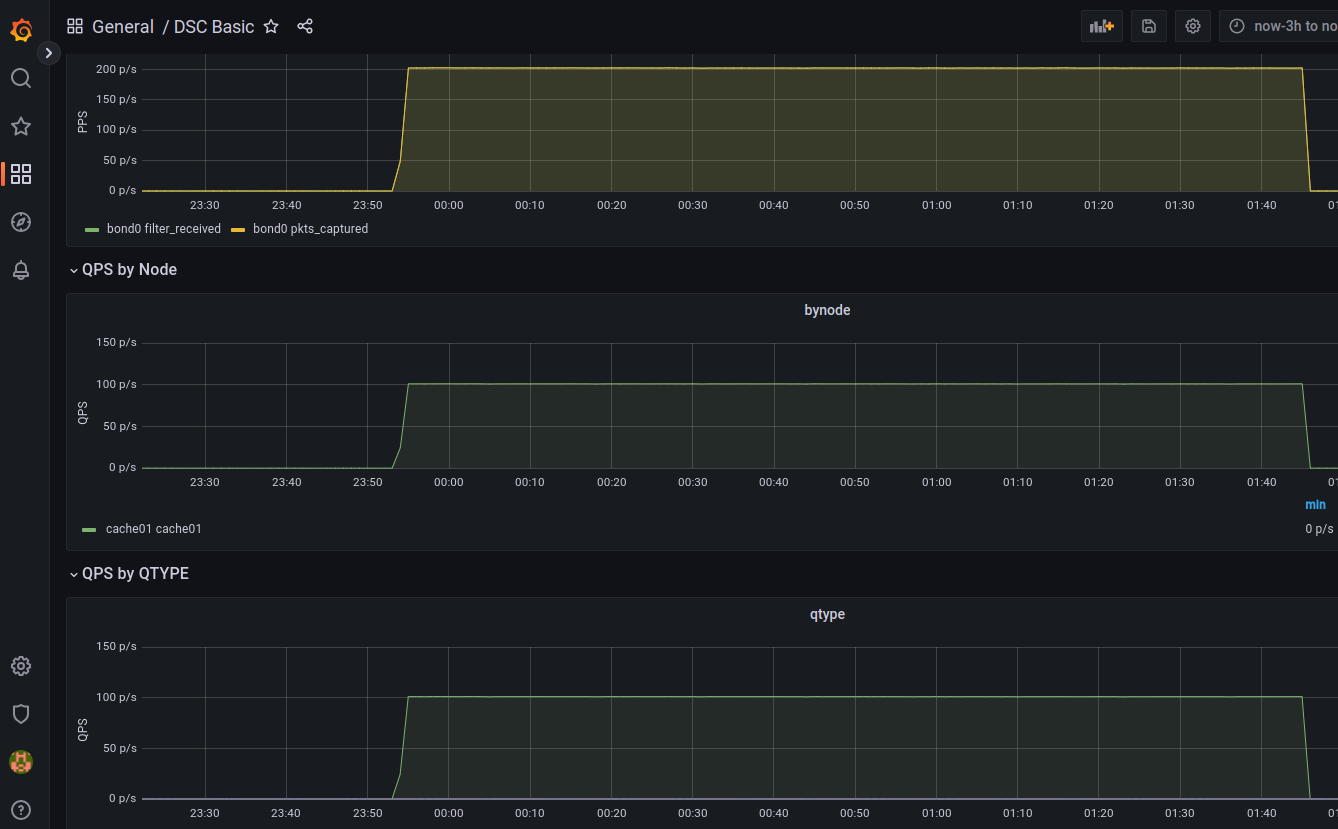 General / DSC Basic
now-3h to no
200 p/s
150 p/s
100 p/s
50 p/s
0 p/s
PPS
23:30 23:40 23:50 00:00 00:10 00:20 00:30 00:40 00:50 01:00 01:10 01:20 01:30 01:40 01
bond0 filter_received bond0 pkts_captured
QPS by Node
bynode
150 p/s
100 p/s
50 p/s
0 p/s
QPS
23:30 23:40 23:50 00:00 00:10 00:20 00:30 00:40 00:50 01:00 01:10 01:20 01:30 01:40 01
min
cache01 cache01 0 p/s
QPS by QTYPE
qtype
150 p/s
100 p/s
50 p/s
0 p/s
QPS
23:30 23:40 23:50 00:00 00:10 00:20 00:30 00:40 00:50 01:00 01:10 01:20 01:30 01:40 01